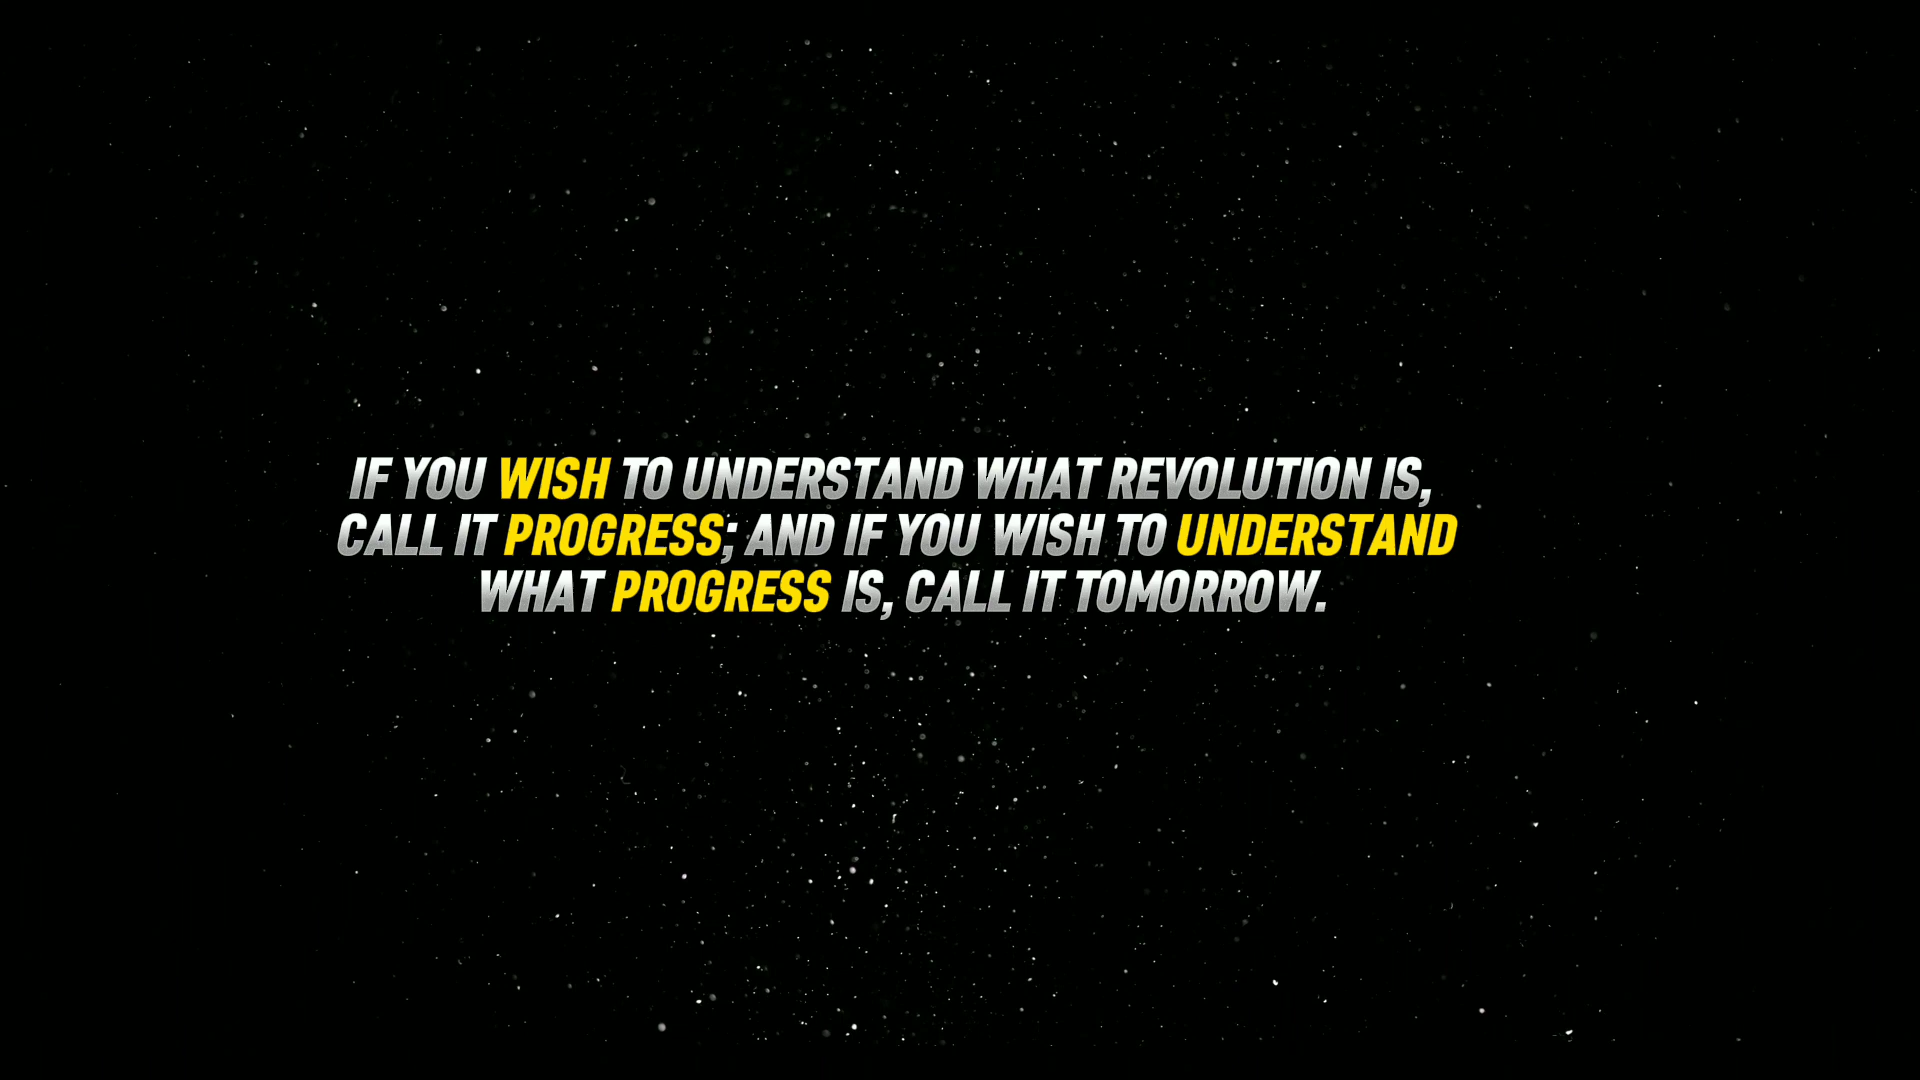 IF YOU WISH TO UNDERSTAND WHAT REVOLUTION IS,
CALL IT PROGRESS; AND IF YOU WISH TO UNDERSTAND
WHAT PROGRESS IS, CALL IT TOMORROW.